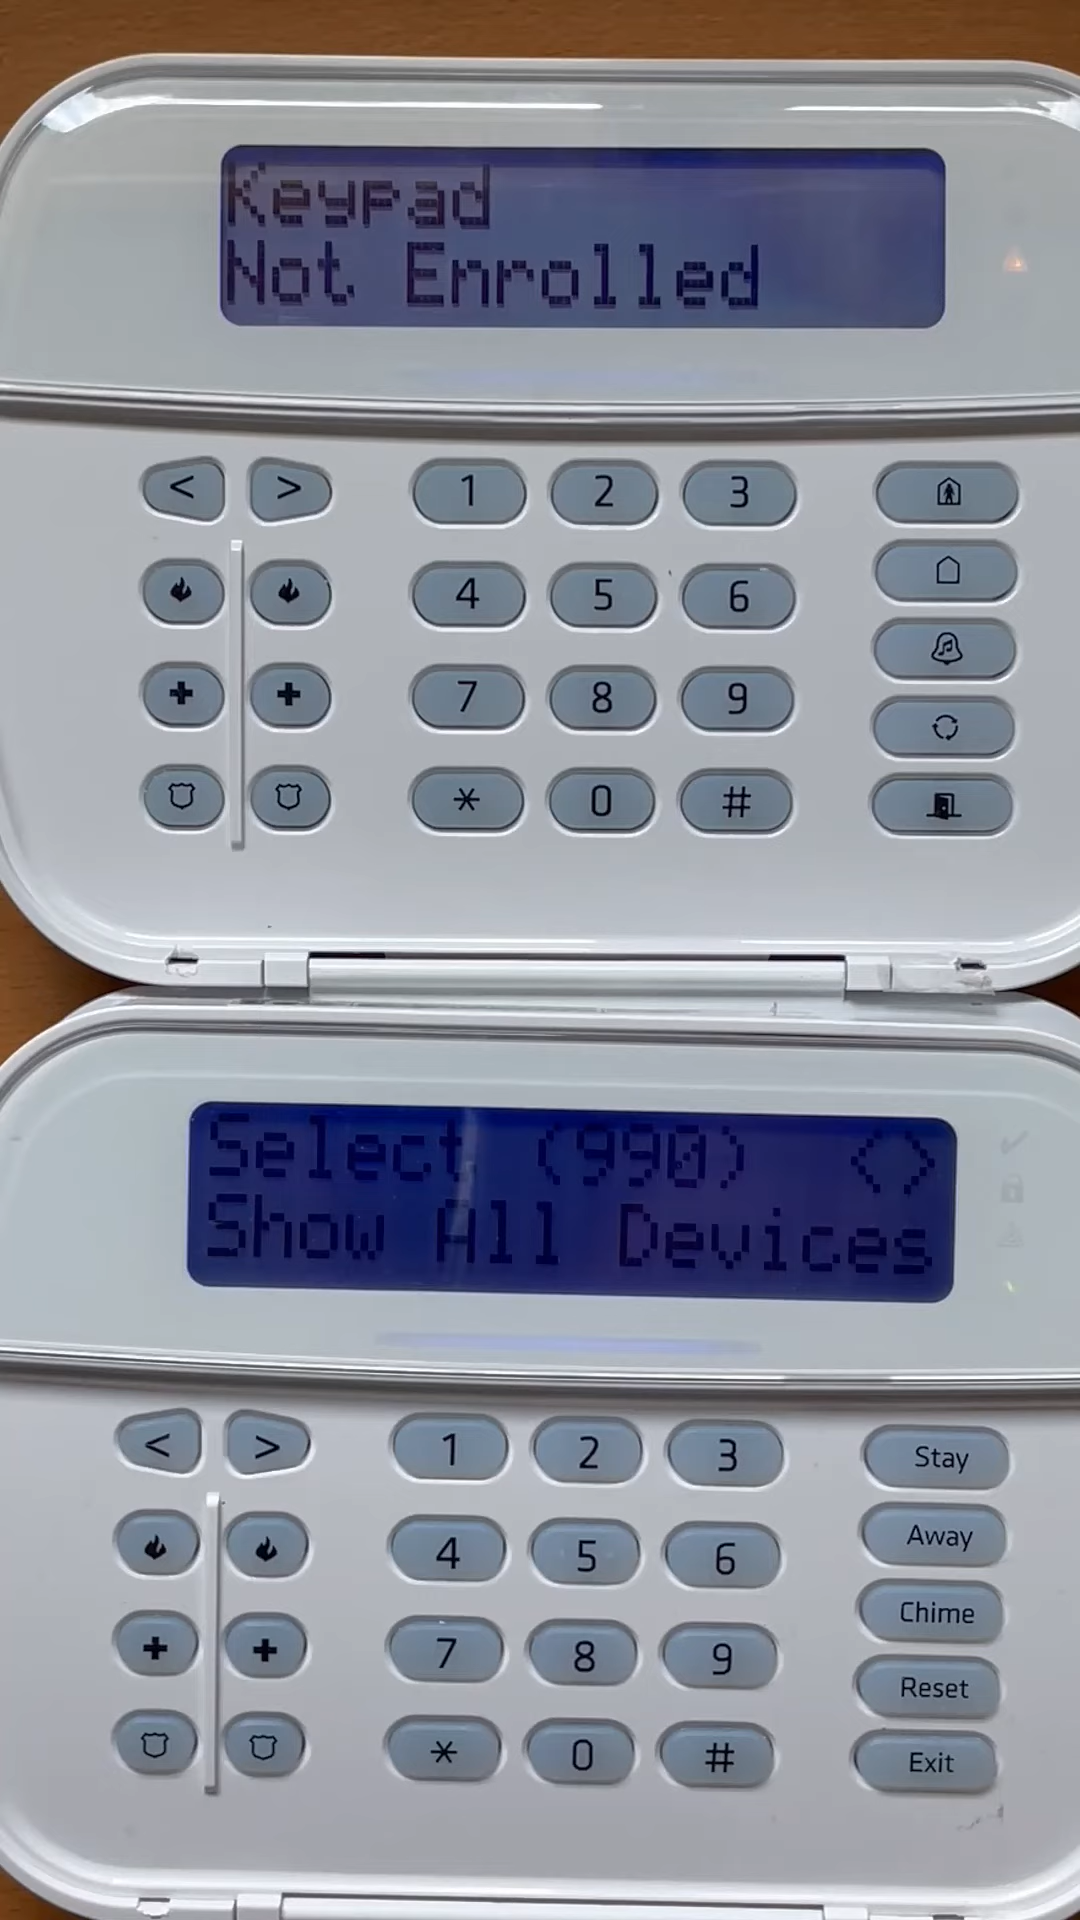 Keypad
Not Enrolled
< > 1 2 3
4 5 6
7 8 9
* 0 #
Select (990) <>
Show All Devices
< > 1 2 3 Stay
4 5 6 Away
7 8 9 Chime
Reset
* 0 # Exit